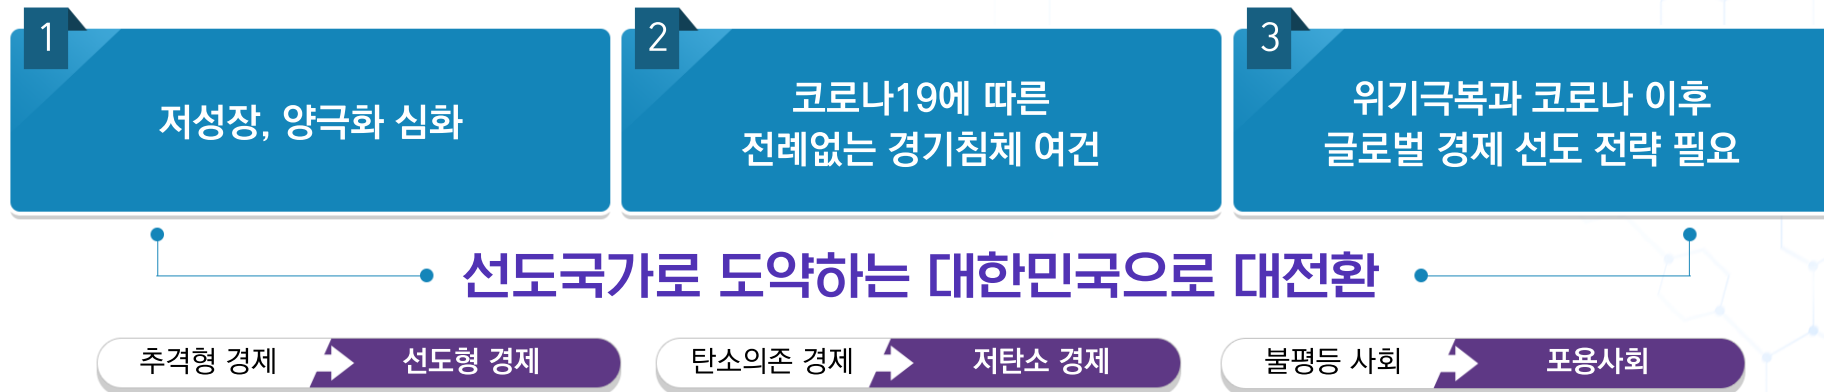 1
저성장, 양극화 심화
2
코로나19에 따른
전례없는 경기침체 여건
3
위기극복과 코로나 이후
글로벌 경제 선도 전략 필요
선도국가로 도약하는 대한민국으로 대전환
추격형 경제
선도형 경제
탄소의존 경제
저탄소 경제
불평등 사회
포용사회